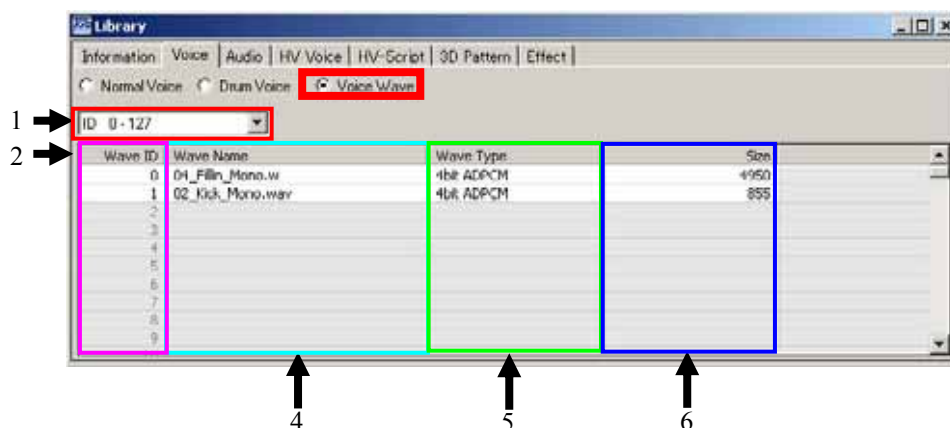 Library
Information Voice Audio HV Voice HV-Script 3D Pattern Effect
Normal Voice Drum Voice Voice Wave
1
ID 0 - 127
2
Wave ID Wave Name Wave Type Size
0 04_Fillin_Mono.w 4bit ADPCM 4950
1 02_Kick_Mono.wav 4bit ADPCM 855
2
3
4
5
6
7
8
9
4 5 6